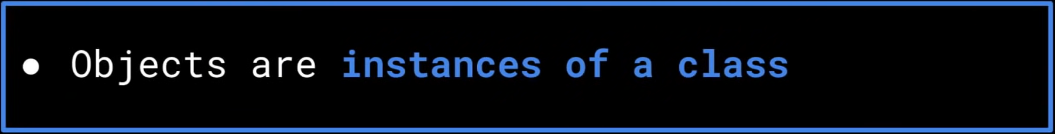 ● Objects are instances of a class